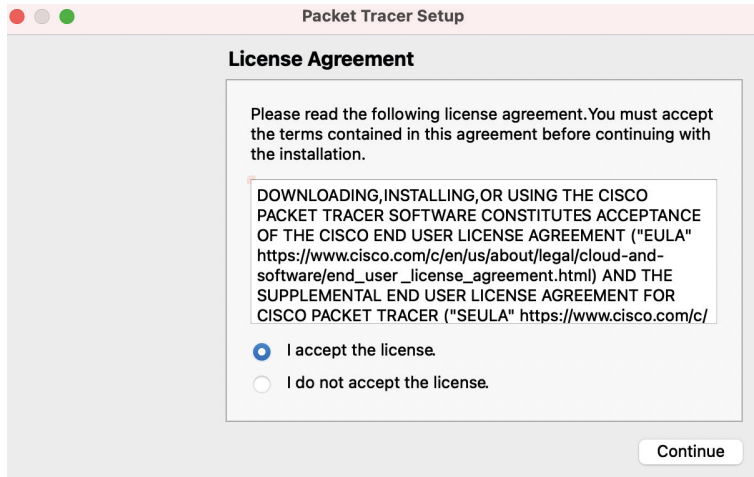 Packet Tracer Setup
License Agreement
Please read the following license agreement.You must accept
the terms contained in this agreement before continuing with
the installation.
DOWNLOADING,INSTALLING,OR USING THE CISCO
PACKET TRACER SOFTWARE CONSTITUTES ACCEPTANCE
OF THE CISCO END USER LICENSE AGREEMENT ("EULA"
https://www.cisco.com/c/en/us/about/legal/cloud-and-
software/end_user _license_agreement.html) AND THE
SUPPLEMENTAL END USER LICENSE AGREEMENT FOR
CISCO PACKET TRACER ("SEULA" https://www.cisco.com/c/
I accept the license.
I do not accept the license.
Continue